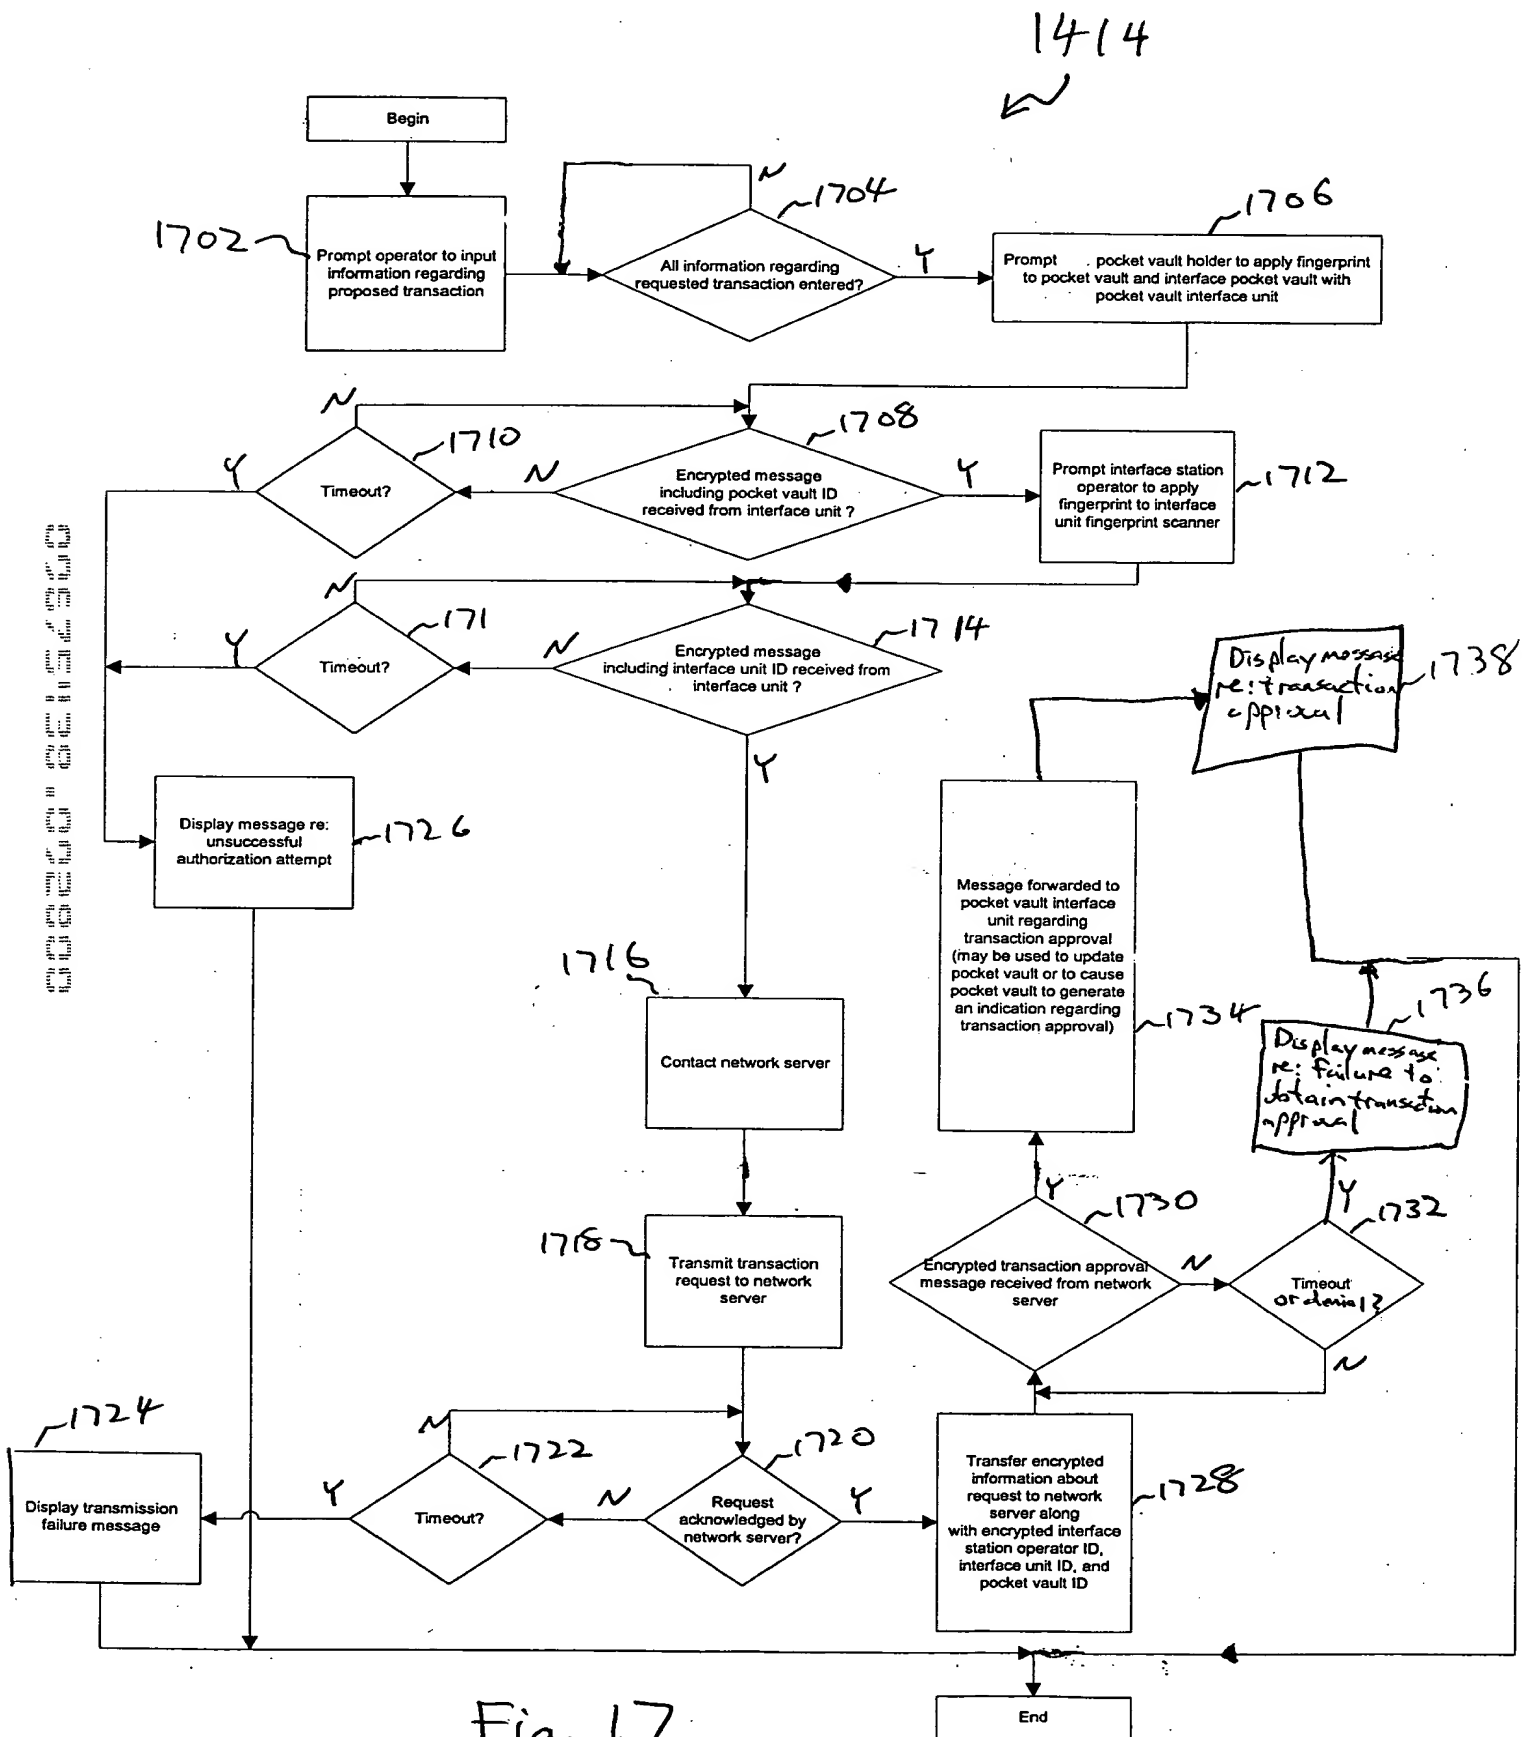 1414
Begin
1702
Prompt operator to input
information regarding
proposed transaction
N
1704
All information regarding
requested transaction entered?
Y
1706
Prompt . pocket vault holder to apply fingerprint
to pocket vault and interface pocket vault with
pocket vault interface unit
N
1710
Timeout?
Y
N
1708
Encrypted message
including pocket vault ID
received from interface unit ?
Y
Prompt interface station
operator to apply
fingerprint to interface
unit fingerprint scanner
1712
N
171
Timeout?
Y
N
1714
Encrypted message
including interface unit ID received from
interface unit ?
Y
Display message
re: transaction
approval
1738
Display message re:
unsuccessful
authorization attempt
1726
Message forwarded to
pocket vault interface
unit regarding
transaction approval
(may be used to update
pocket vault or to cause
pocket vault to generate
an indication regarding
transaction approval)
1734
1716
Contact network server
1736
Display message
re: failure to
obtain transaction
approval
1718
Transmit transaction
request to network
server
Y
1730
Encrypted transaction approval
message received from network
server
N
Y
1732
Timeout
or denial?
N
1724
Display transmission
failure message
Y
N
1722
Timeout?
N
1720
Request
acknowledged by
network server?
Y
Transfer encrypted
information about
request to network
server along
with encrypted interface
station operator ID,
interface unit ID, and
pocket vault ID
1728
End
Fig. 17